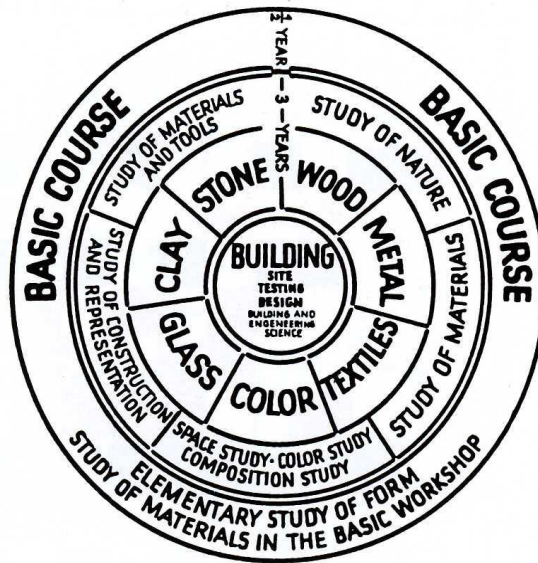 ½ YEAR – 3 – YEARS
BASIC COURSE
BASIC COURSE
ELEMENTARY STUDY OF FORM
STUDY OF MATERIALS IN THE BASIC WORKSHOP
STUDY OF MATERIALS
AND TOOLS
STUDY OF NATURE
STUDY OF MATERIALS
SPACE STUDY·COLOR STUDY
COMPOSITION STUDY
STUDY OF CONSTRUCTION
AND REPRESENTATION
STONE
WOOD
METAL
TEXTILES
COLOR
GLASS
CLAY
BUILDING
SITE
TESTING
DESIGN
BUILDING AND
ENGENEERING
SCIENCE